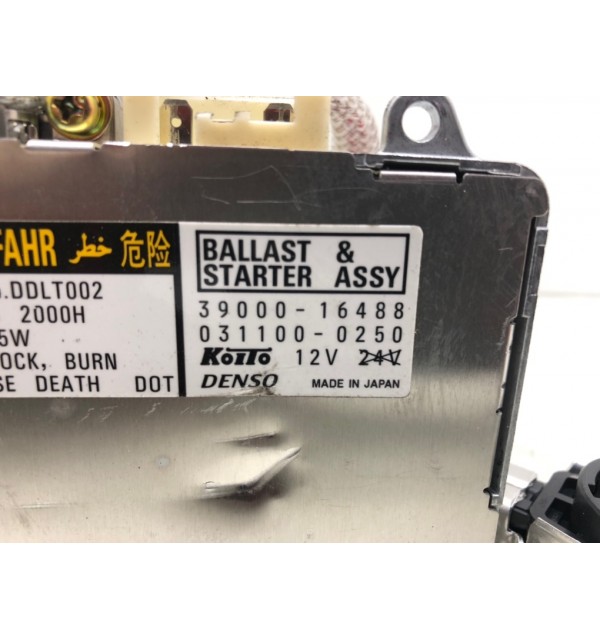 FAHR خطر 危险
.DDLT002
2000H
5W
OCK, BURN
SE DEATH DOT
BALLAST &
STARTER ASSY
39000-16488
031100-0250
KOITO 12V 24V
DENSO MADE IN JAPAN